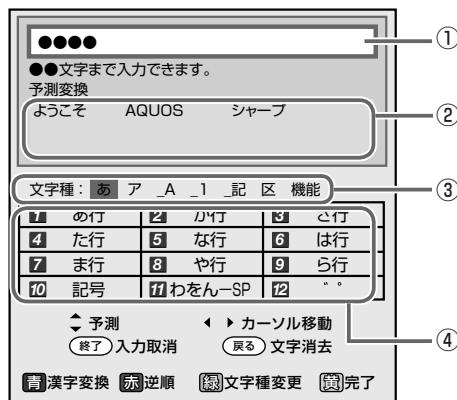 ●●●●
●●文字まで入力できます。
予測変換
ようこそ AQUOS シャープ
文字種： あ ア _A _1 _記 区 機能
1 あ行 2 か行 3 さ行
4 た行 5 な行 6 は行
7 ま行 8 や行 9 ら行
10 記号 11 わをんーSP 12 ゛゜
予測 カーソル移動
終了 入力取消 戻る 文字消去
青 漢字変換 赤 逆順 緑 文字種変更 黄 完了
①
②
③
④